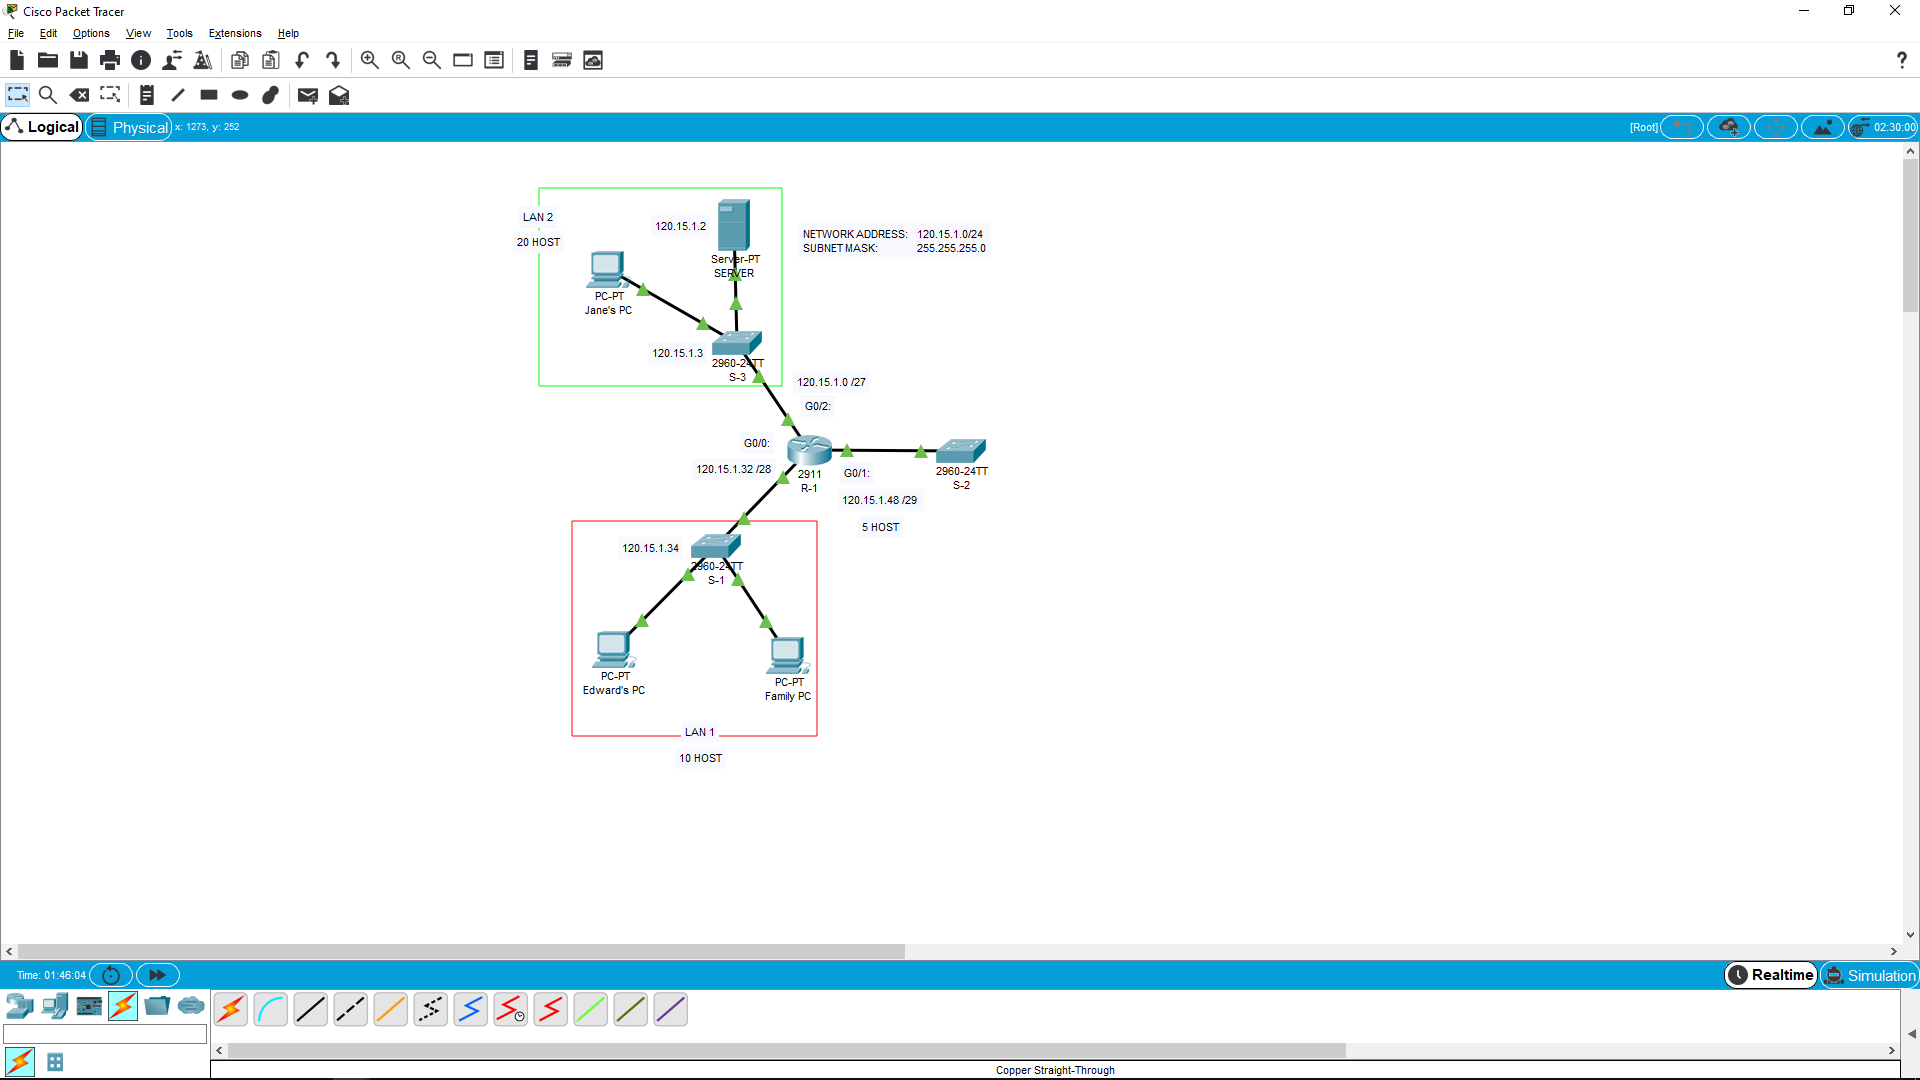 Cisco Packet Tracer
File Edit Options View Tools Extensions Help
Logical Physical x: 1273, y: 252 [Root] 02:30:00
LAN 2
20 HOST
120.15.1.2
Server-PT
SERVER
PC-PT
Jane's PC
NETWORK ADDRESS: 120.15.1.0/24
SUBNET MASK: 255.255.255.0
120.15.1.3
2960-24TT
S-3
120.15.1.0 /27
G0/2:
G0/0:
120.15.1.32 /28
2911
R-1
G0/1:
120.15.1.48 /29
5 HOST
2960-24TT
S-2
120.15.1.34
2960-24TT
S-1
PC-PT
Edward's PC
PC-PT
Family PC
LAN 1
10 HOST
Time: 01:46:04
Realtime Simulation
Copper Straight-Through